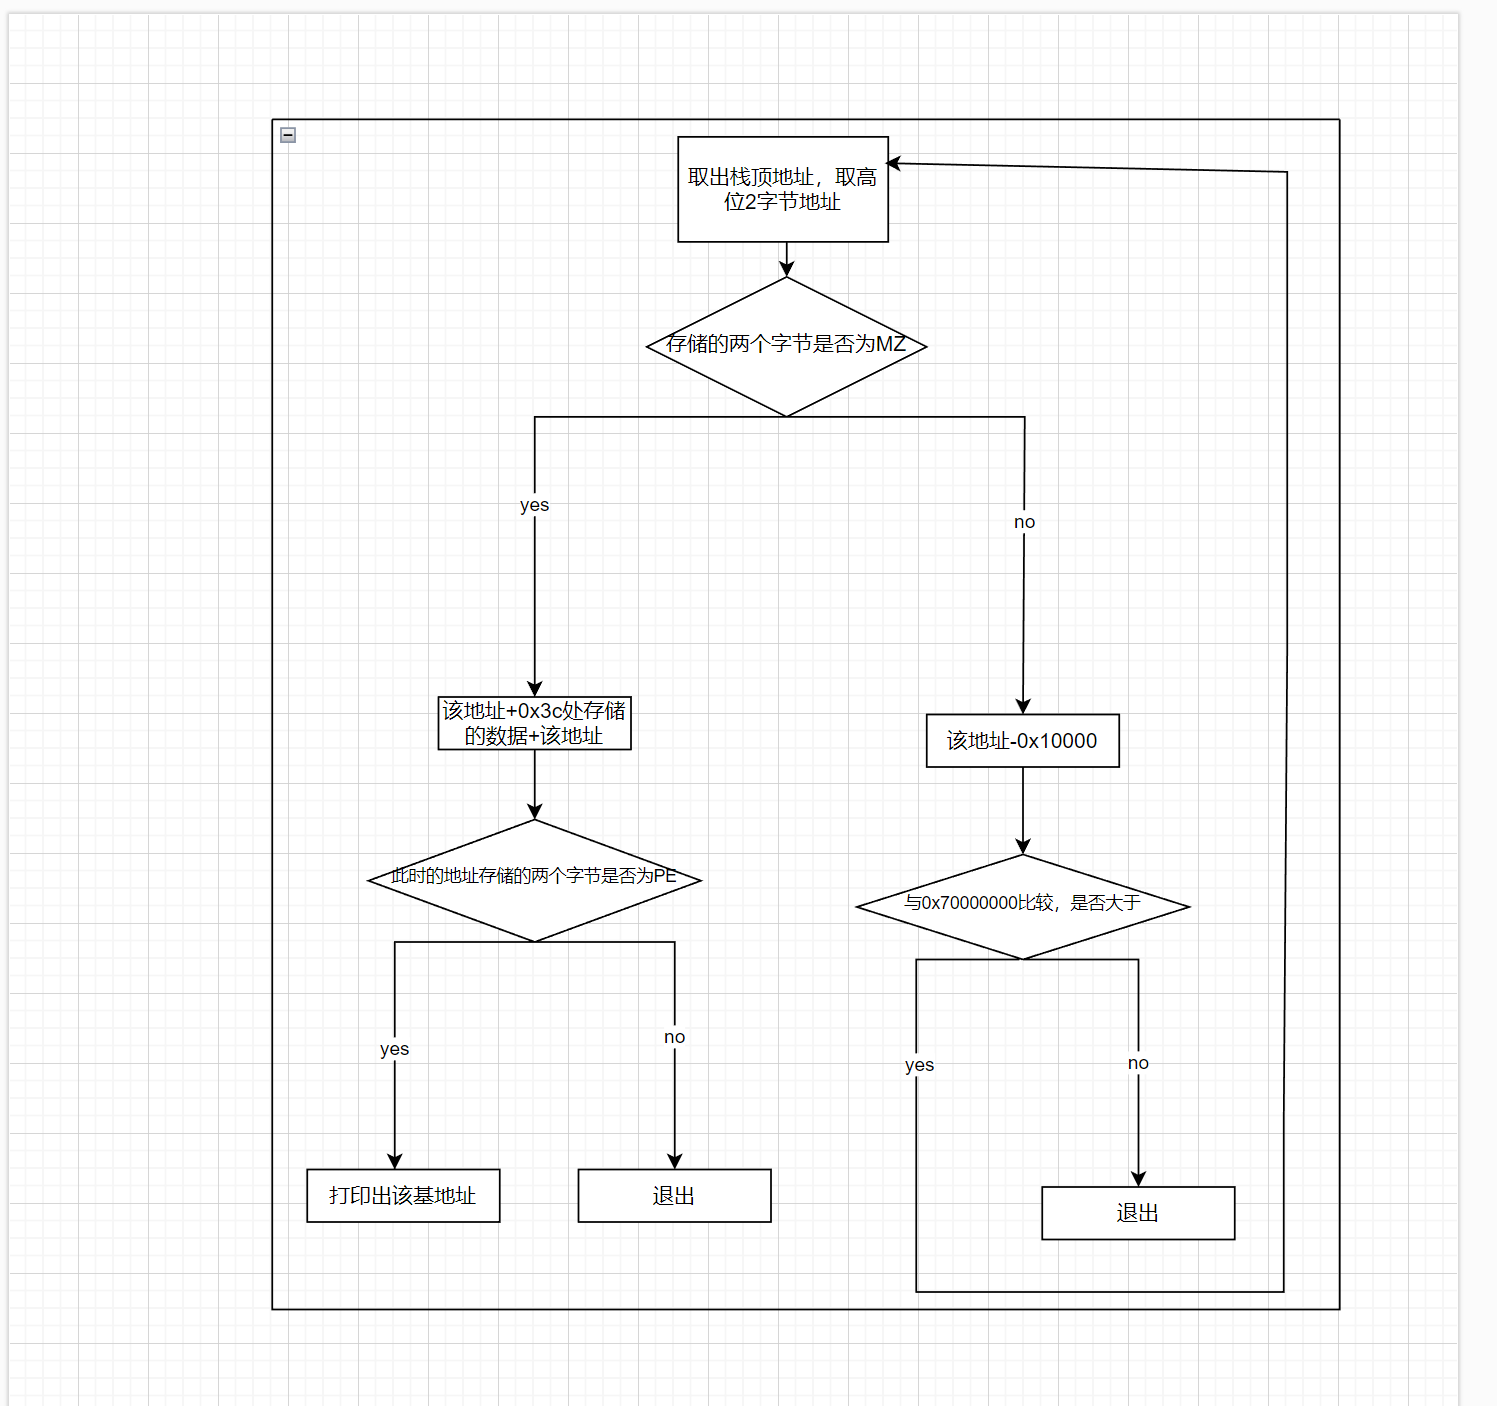 取出栈顶地址，取高
位2字节地址
存储的两个字节是否为MZ
yes
no
该地址+0x3c处存储
的数据+该地址
该地址-0x10000
此时的地址存储的两个字节是否为PE
与0x70000000比较，是否大于
yes
no
yes
no
打印出该基地址
退出
退出